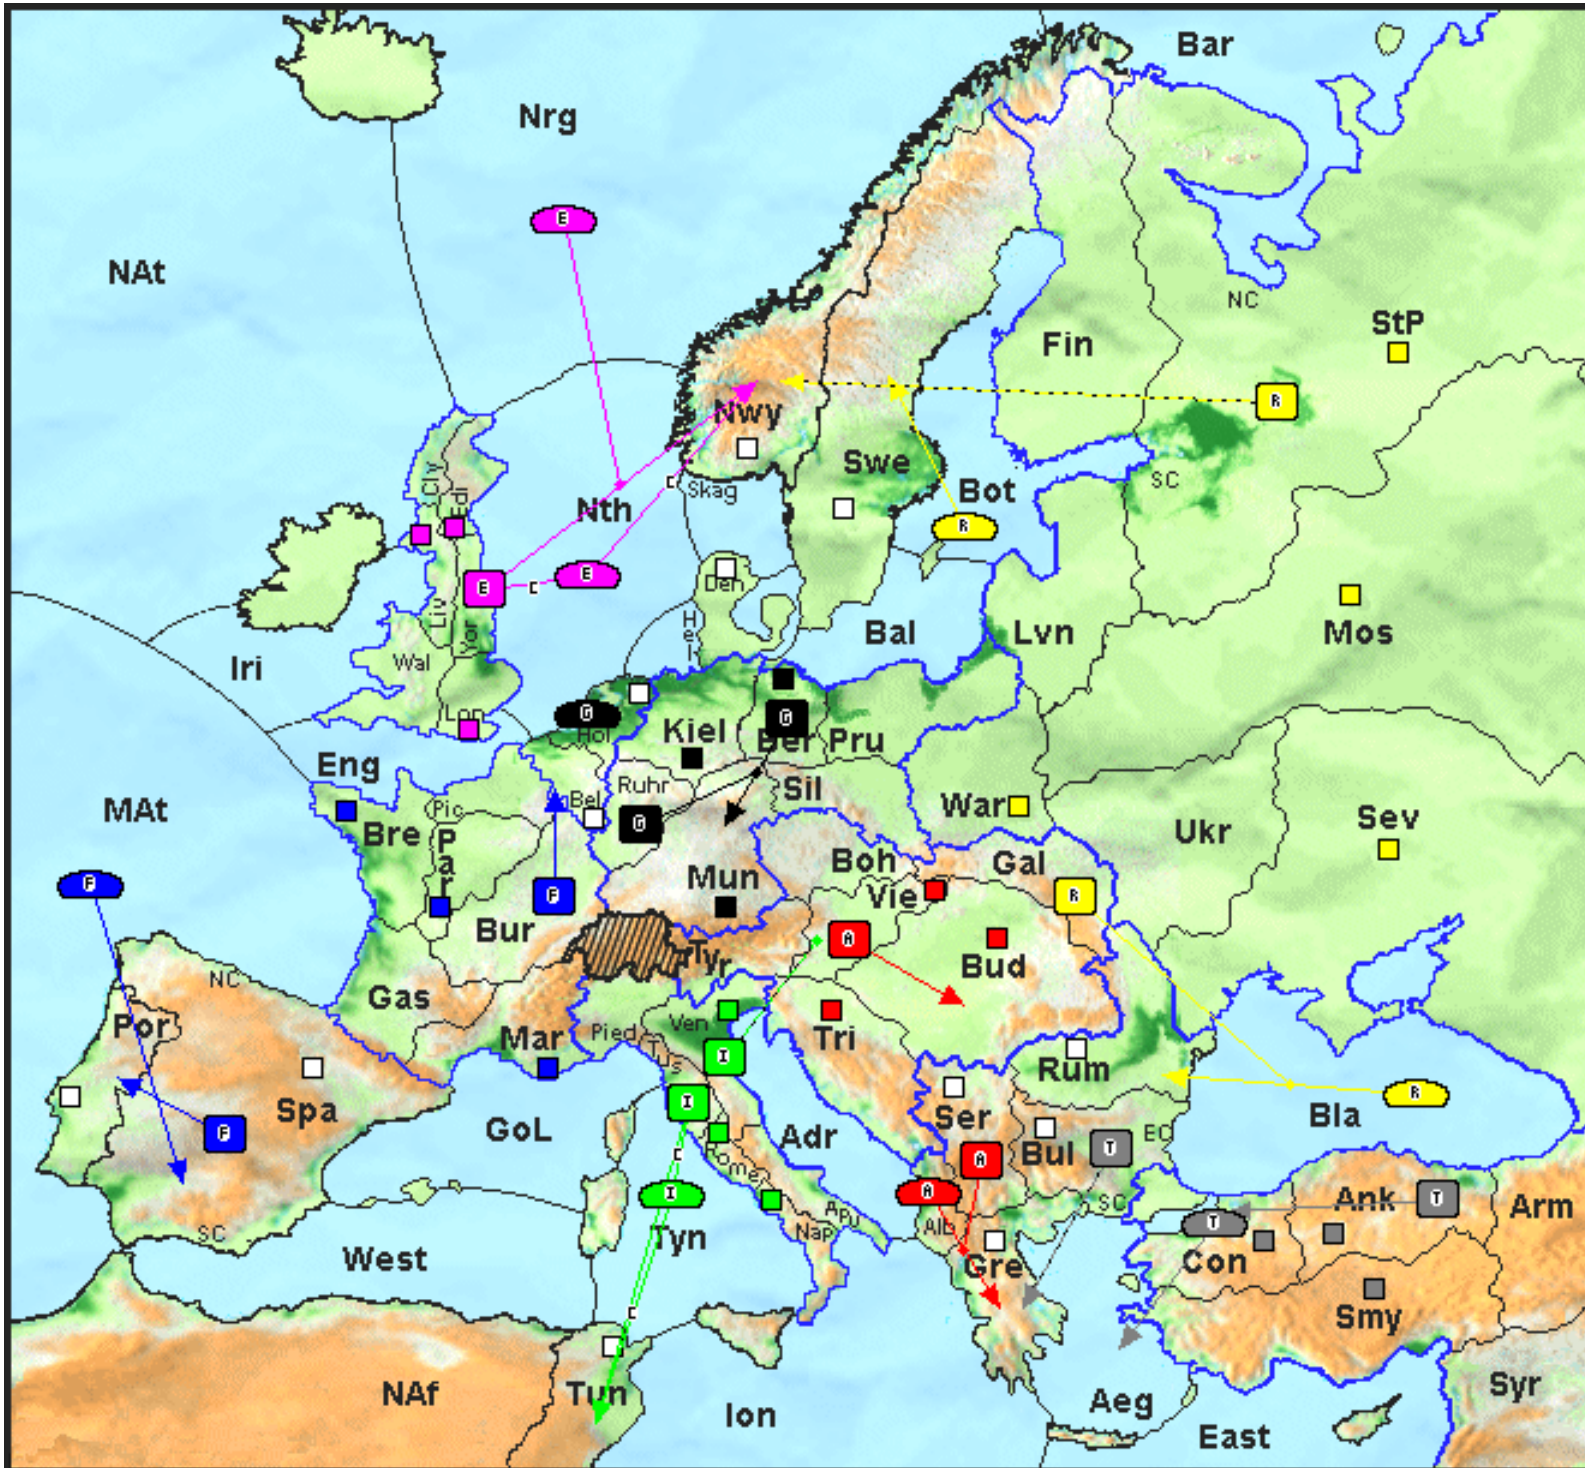 Bar
Nrg
E
NAt
NC
StP
Fin
R
Nwy
Swe
Cly
Edi
C
Skag
Bot
SC
Nth
R
E
E
C
Den
Liv
Yor
Hel
Bal
Lvn
Mos
Iri
Wal
Lon
G
G
Hol
Kiel
Ber
Pru
Eng
Ruhr
Sil
MAt
Pic
Bel
War
Ukr
Sev
Bre
Par
G
Boh
Gal
F
F
Mun
Vie
R
Bur
A
Tyr
Bud
NC
Gas
Por
Mar
Pied
Ven
Tri
Tus
I
Rum
R
Spa
I
Ser
Bla
F
GoL
Adr
Bul
EC
T
C
Rome
A
A
I
Ank
T
Arm
SC
SC
West
Tyn
Nap
Apu
Alb
Gre
T
Con
C
Smy
NAf
Tun
Ion
Aeg
East
Syr